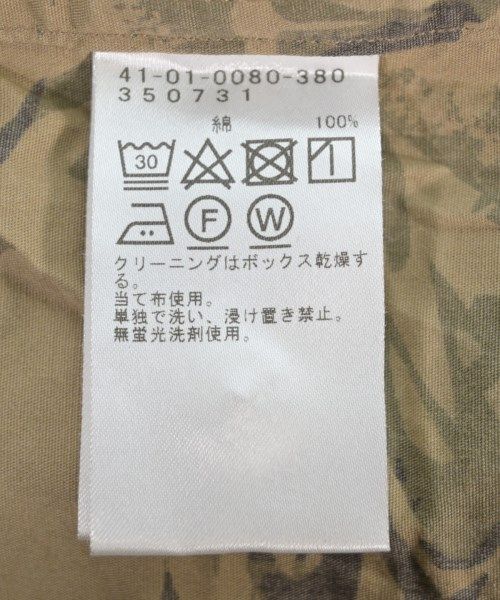 41-01-0080-380
350731
綿 100%
30
F W
クリーニングはボックス乾燥す
る。
当て布使用。
単独で洗い、浸け置き禁止。
無蛍光洗剤使用。